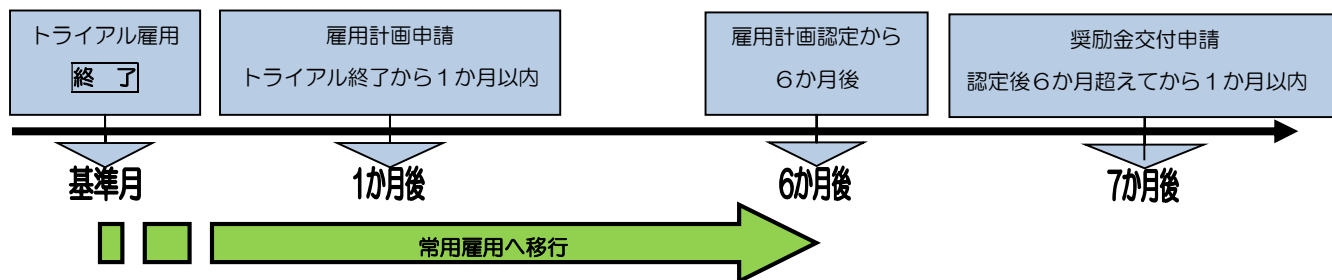 トライアル雇用
終　了
雇用計画申請
トライアル終了から１か月以内
雇用計画認定から
６か月後
奨励金交付申請
認定後６か月超えてから１か月以内
基準月
1か月後
6か月後
7か月後
常用雇用へ移行